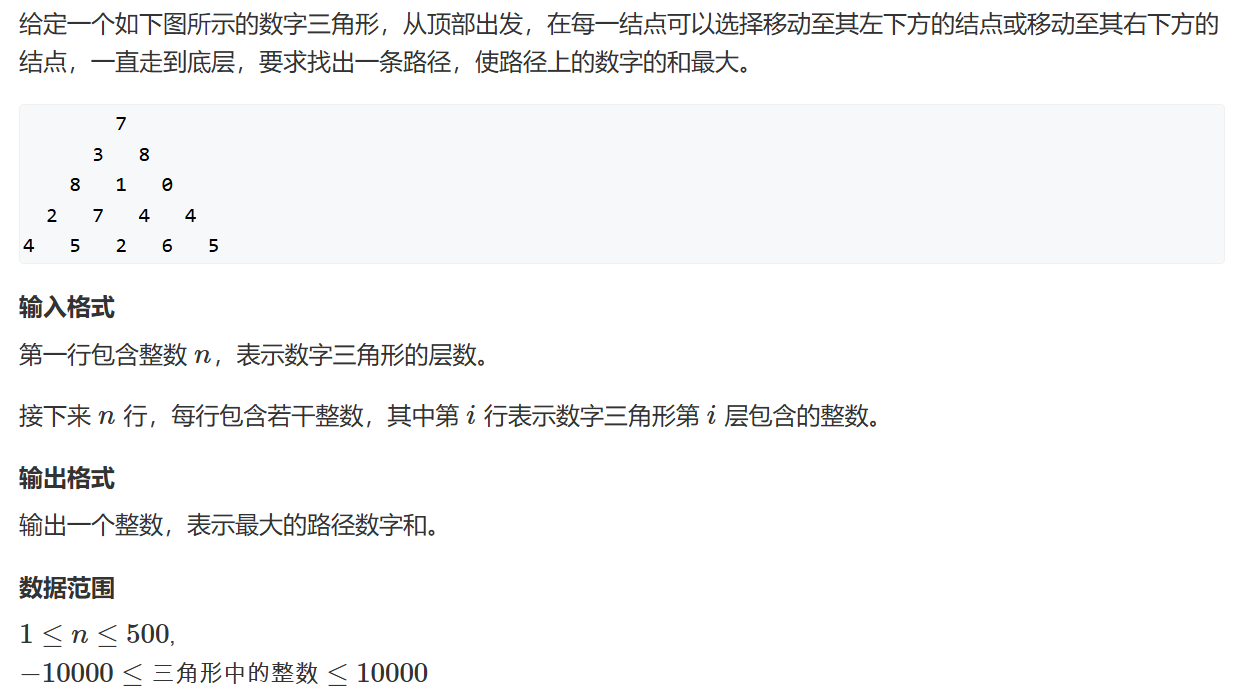 给定一个如下图所示的数字三角形，从顶部出发，在每一结点可以选择移动至其左下方的结点或移动至其右下方的
结点，一直走到底层，要求找出一条路径，使路径上的数字的和最大。
7
3 8
8 1 0
2 7 4 4
4 5 2 6 5
输入格式
第一行包含整数 n，表示数字三角形的层数。
接下来 n 行，每行包含若干整数，其中第 i 行表示数字三角形第 i 层包含的整数。
输出格式
输出一个整数，表示最大的路径数字和。
数据范围
1 ≤ n ≤ 500,
−10000 ≤ 三角形中的整数 ≤ 10000